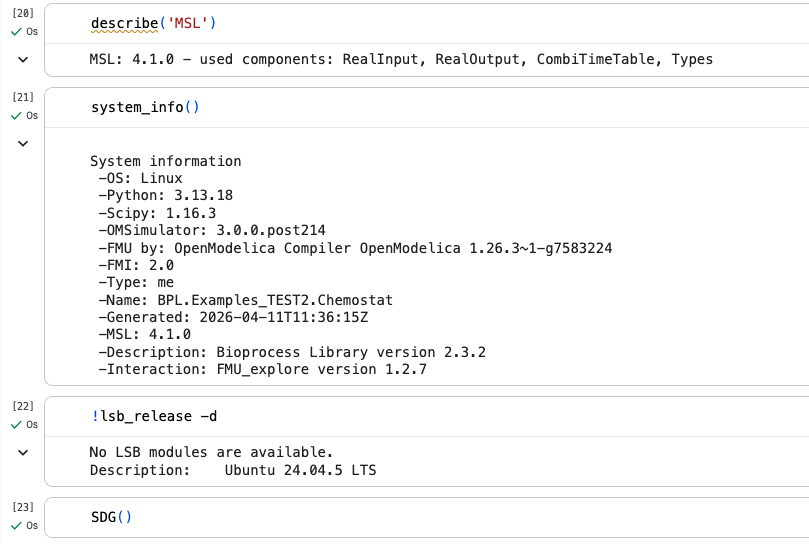 [20]
describe('MSL')
0s
MSL: 4.1.0 – used components: RealInput, RealOutput, CombiTimeTable, Types
[21]
system_info()
0s
System information
-OS: Linux
-Python: 3.13.18
-Scipy: 1.16.3
-OMSimulator: 3.0.0.post214
-FMU by: OpenModelica Compiler OpenModelica 1.26.3~1-g7583224
-FMI: 2.0
-Type: me
-Name: BPL.Examples_TEST2.Chemostat
-Generated: 2026-04-11T11:36:15Z
-MSL: 4.1.0
-Description: Bioprocess Library version 2.3.2
-Interaction: FMU_explore version 1.2.7
[22]
!lsb_release -d
0s
No LSB modules are available.
Description:    Ubuntu 24.04.5 LTS
[23]
SDG()
0s